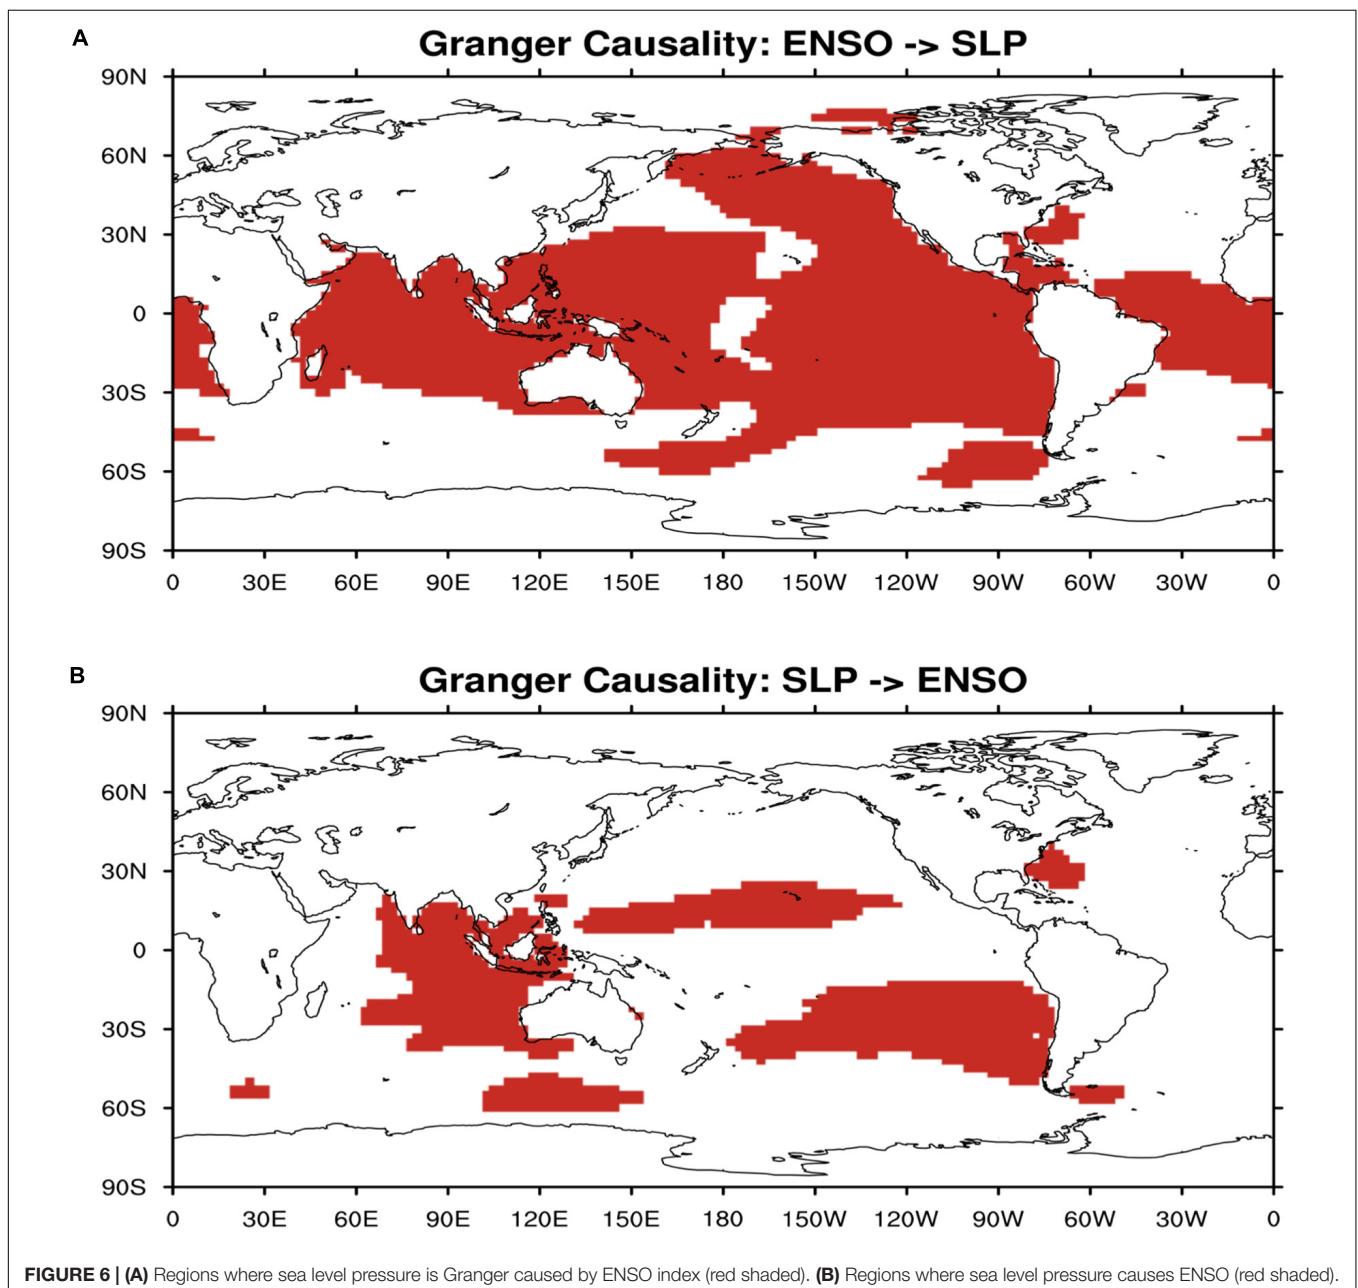 A
Granger Causality: ENSO -> SLP
90N
60N
30N
0
30S
60S
90S
0 30E 60E 90E 120E 150E 180 150W 120W 90W 60W 30W 0
B
Granger Causality: SLP -> ENSO
90N
60N
30N
0
30S
60S
90S
0 30E 60E 90E 120E 150E 180 150W 120W 90W 60W 30W 0
FIGURE 6 | (A) Regions where sea level pressure is Granger caused by ENSO index (red shaded). (B) Regions where sea level pressure causes ENSO (red shaded).